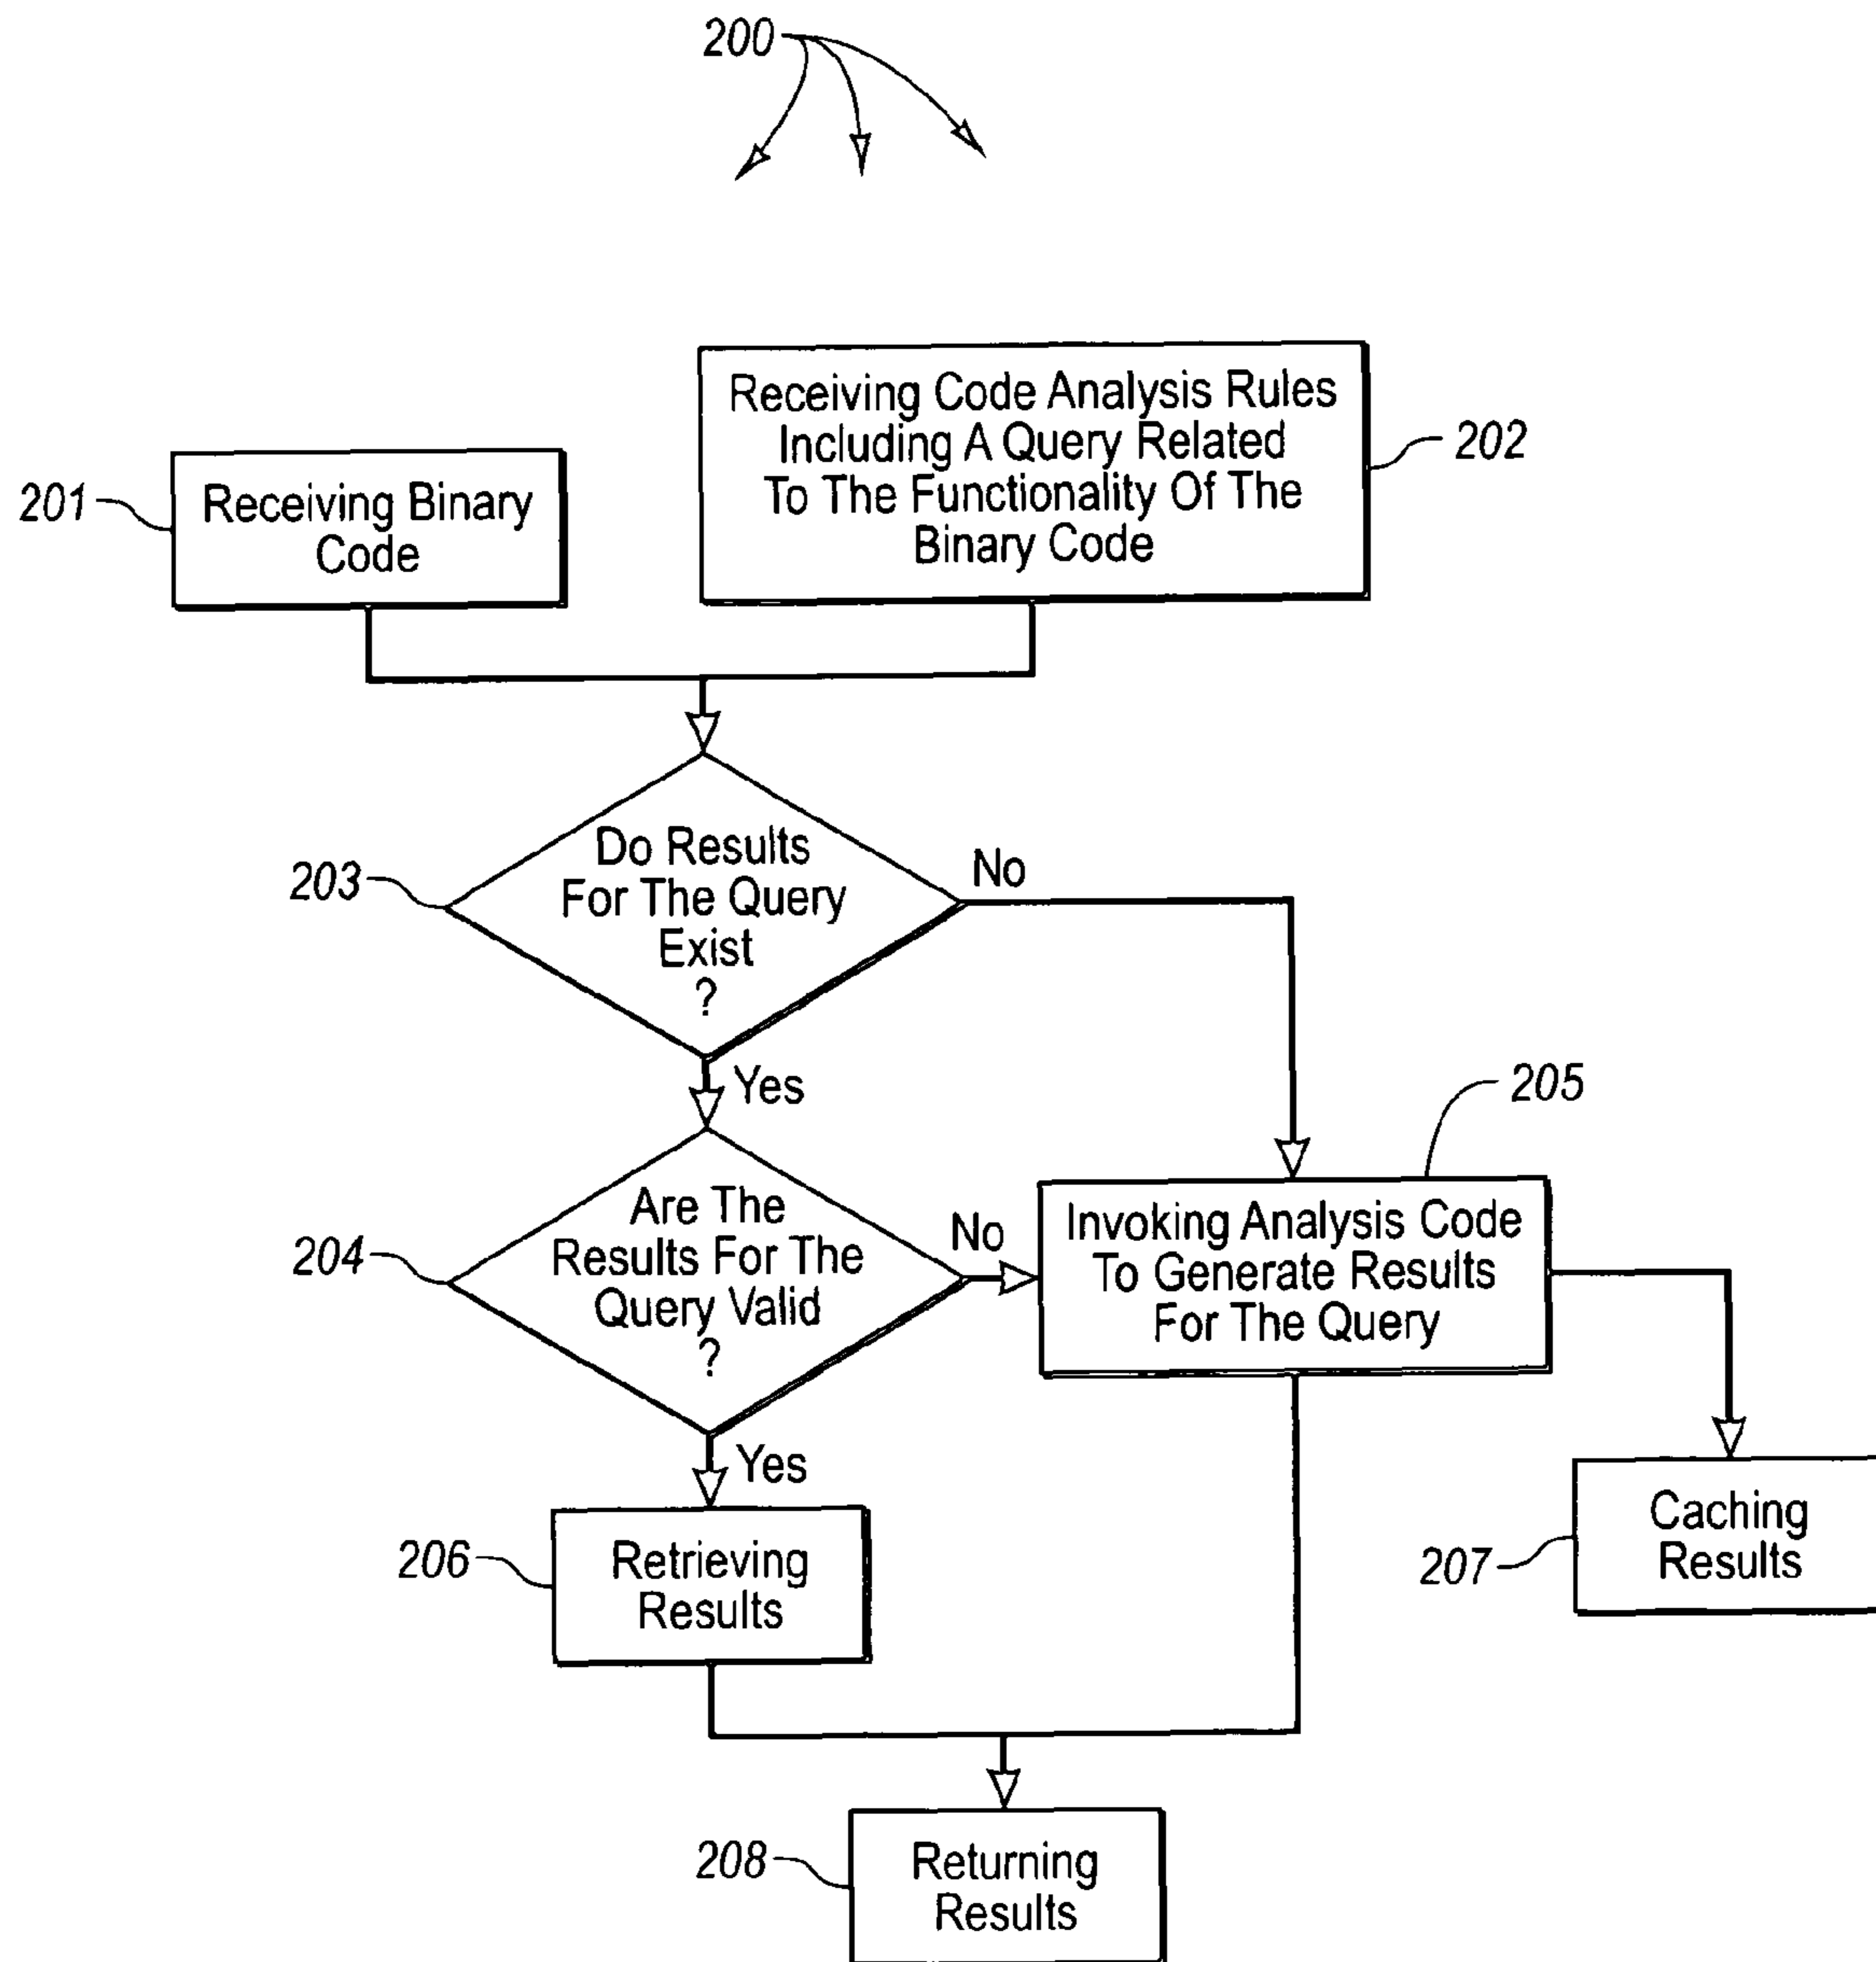 200
Receiving Code Analysis Rules
Including A Query Related
To The Functionality Of The
Binary Code
202
201
Receiving Binary
Code
Do Results
For The Query
Exist
?
203
No
Yes
205
Are The
Results For The
Query Valid
?
204
No
Invoking Analysis Code
To Generate Results
For The Query
Yes
206
Retrieving
Results
Caching
Results
207
208
Returning
Results